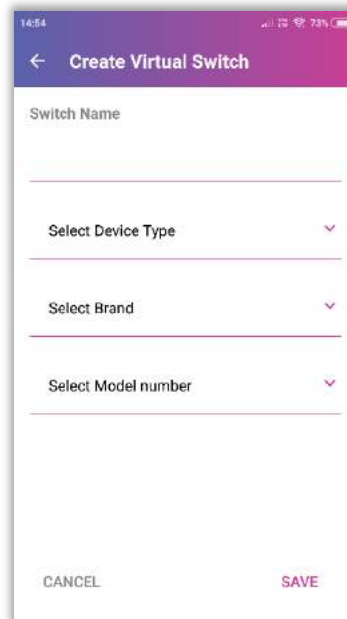 14:54
73%
Create Virtual Switch
Switch Name
Select Device Type
Select Brand
Select Model number
CANCEL SAVE